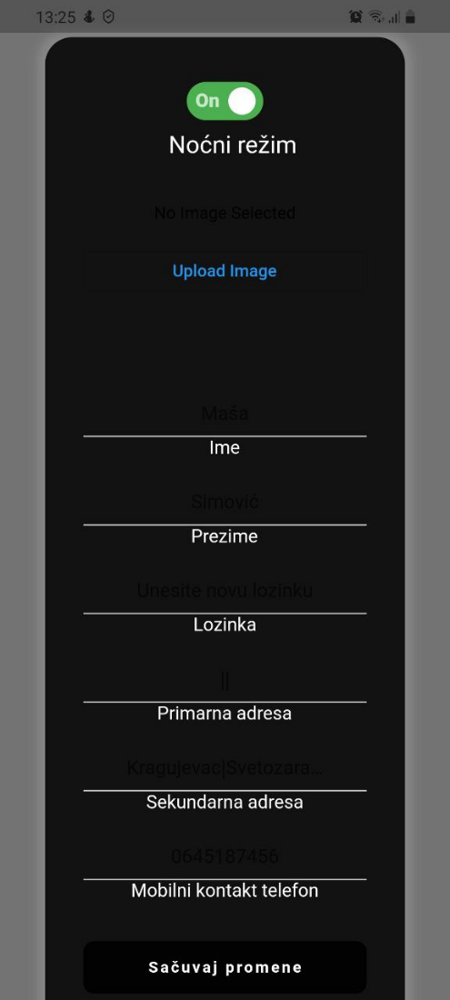 13:25
On
Noćni režim
No Image Selected
Upload Image
Maša
Ime
Simović
Prezime
Unesite novu lozinku
Lozinka
||
Primarna adresa
Kragujevac|Svetozara...
Sekundarna adresa
0645187456
Mobilni kontakt telefon
Sačuvaj promene